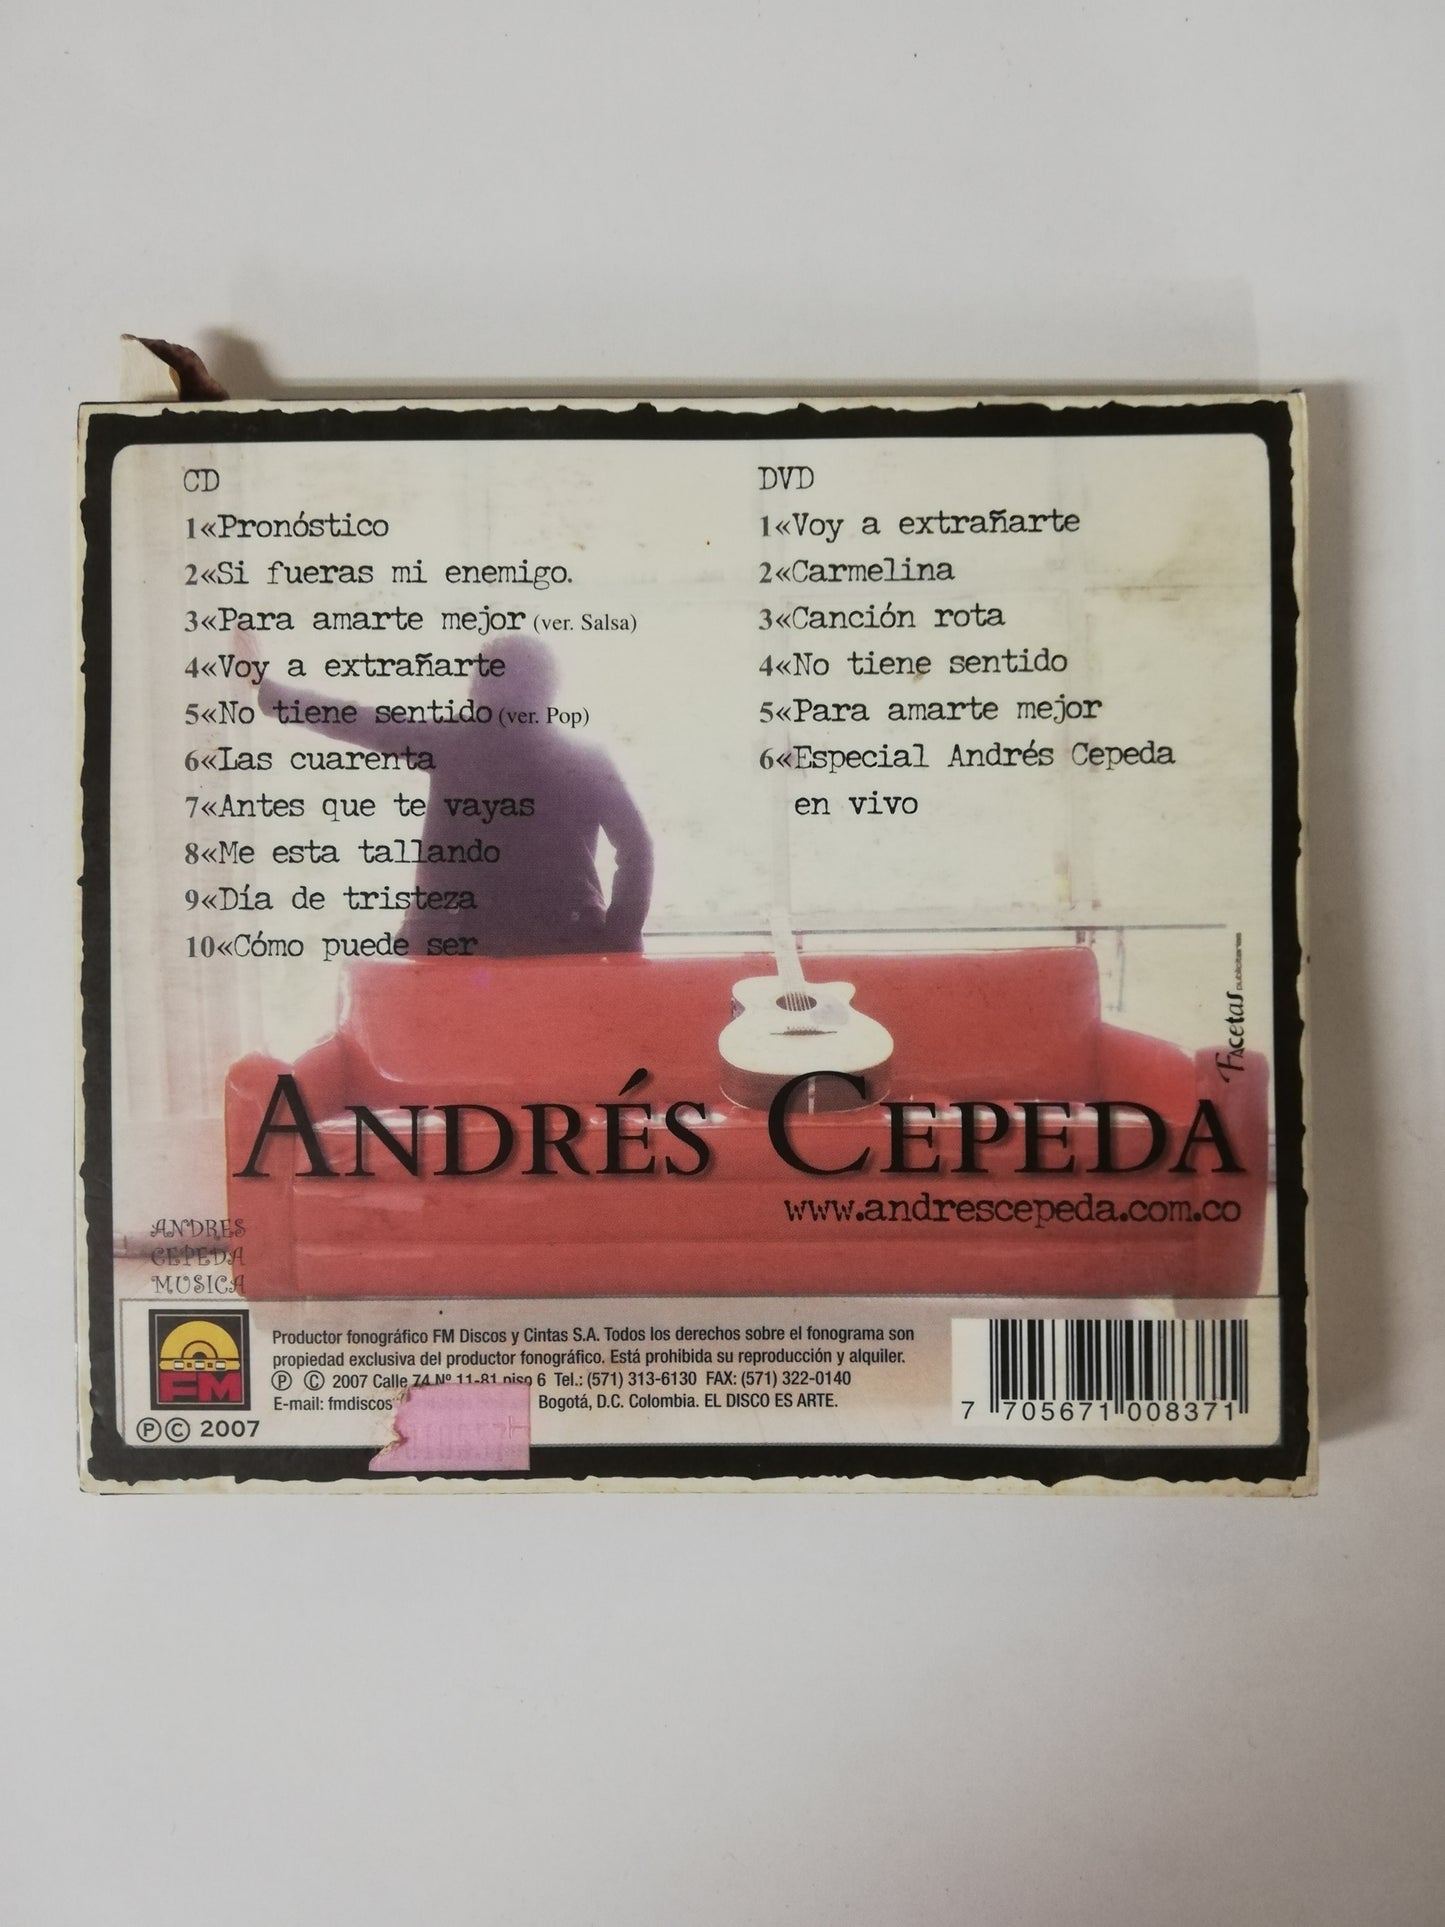 CD
1«Pronóstico
2«Si fueras mi enemigo.
3«Para amarte mejor (ver. Salsa)
4«Voy a extrañarte
5«No tiene sentido (ver. Pop)
6«Las cuarenta
7«Antes que te vayas
8«Me esta tallando
9«Día de tristeza
10«Cómo puede ser
DVD
1«Voy a extrañarte
2«Carmelina
3«Canción rota
4«No tiene sentido
5«Para amarte mejor
6«Especial Andrés Cepeda
en vivo
Facetas publicitarias
ANDRÉS CEPEDA
www.andrescepeda.com.co
ANDRES
CEPEDA
MUSICA
FM
℗© 2007
Productor fonográfico FM Discos y Cintas S.A. Todos los derechos sobre el fonograma son
propiedad exclusiva del productor fonográfico. Está prohibida su reproducción y alquiler.
℗ © 2007 Calle 74 Nº 11-81 piso 6 Tel.: (571) 313-6130 FAX: (571) 322-0140
E-mail: fmdiscos Bogotá, D.C. Colombia. EL DISCO ES ARTE.
7 705671 008371